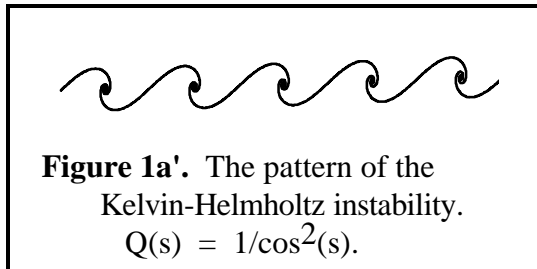 Figure 1a'. The pattern of the
Kelvin-Helmholtz instability.
Q(s) = 1/cos²(s).